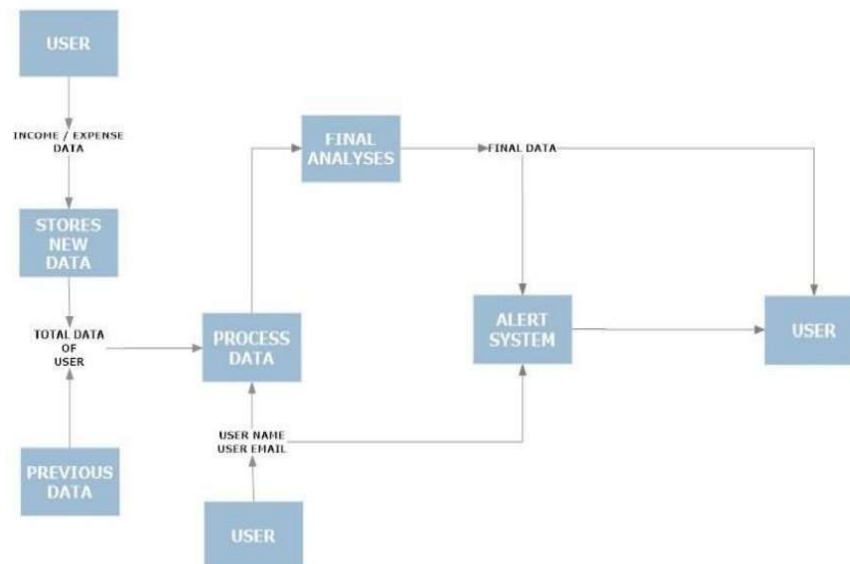 USER
INCOME / EXPENSE
DATA
STORES
NEW
DATA
TOTAL DATA
OF
USER
PREVIOUS
DATA
PROCESS
DATA
USER NAME
USER EMAIL
USER
FINAL
ANALYSES
FINAL DATA
ALERT
SYSTEM
USER